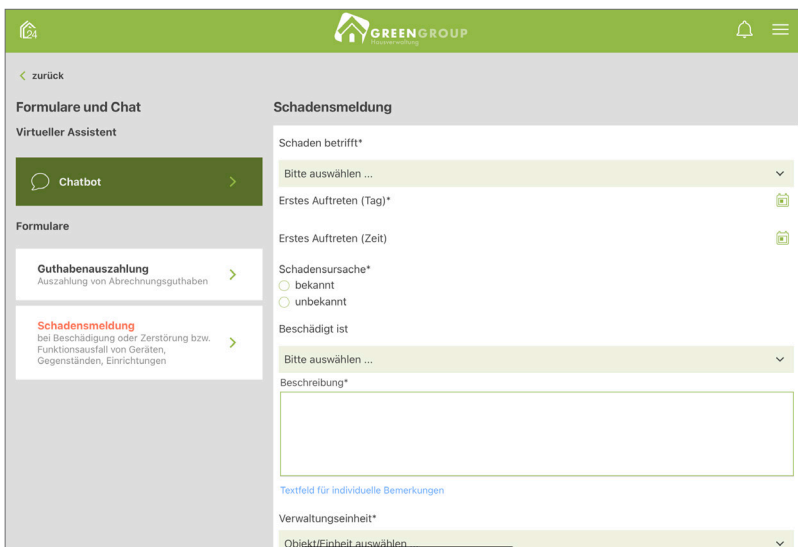 24
GREENGROUP
Hausverwaltung
zurück
Formulare und Chat
Virtueller Assistent
Chatbot
Formulare
Guthabenauszahlung
Auszahlung von Abrechnungsguthaben
Schadensmeldung
bei Beschädigung oder Zerstörung bzw.
Funktionsausfall von Geräten,
Gegenständen, Einrichtungen
Schadensmeldung
Schaden betrifft*
Bitte auswählen ...
Erstes Auftreten (Tag)*
Erstes Auftreten (Zeit)
Schadensursache*
bekannt
unbekannt
Beschädigt ist
Bitte auswählen ...
Beschreibung*
Textfeld für individuelle Bemerkungen
Verwaltungseinheit*
Objekt/Einheit auswählen